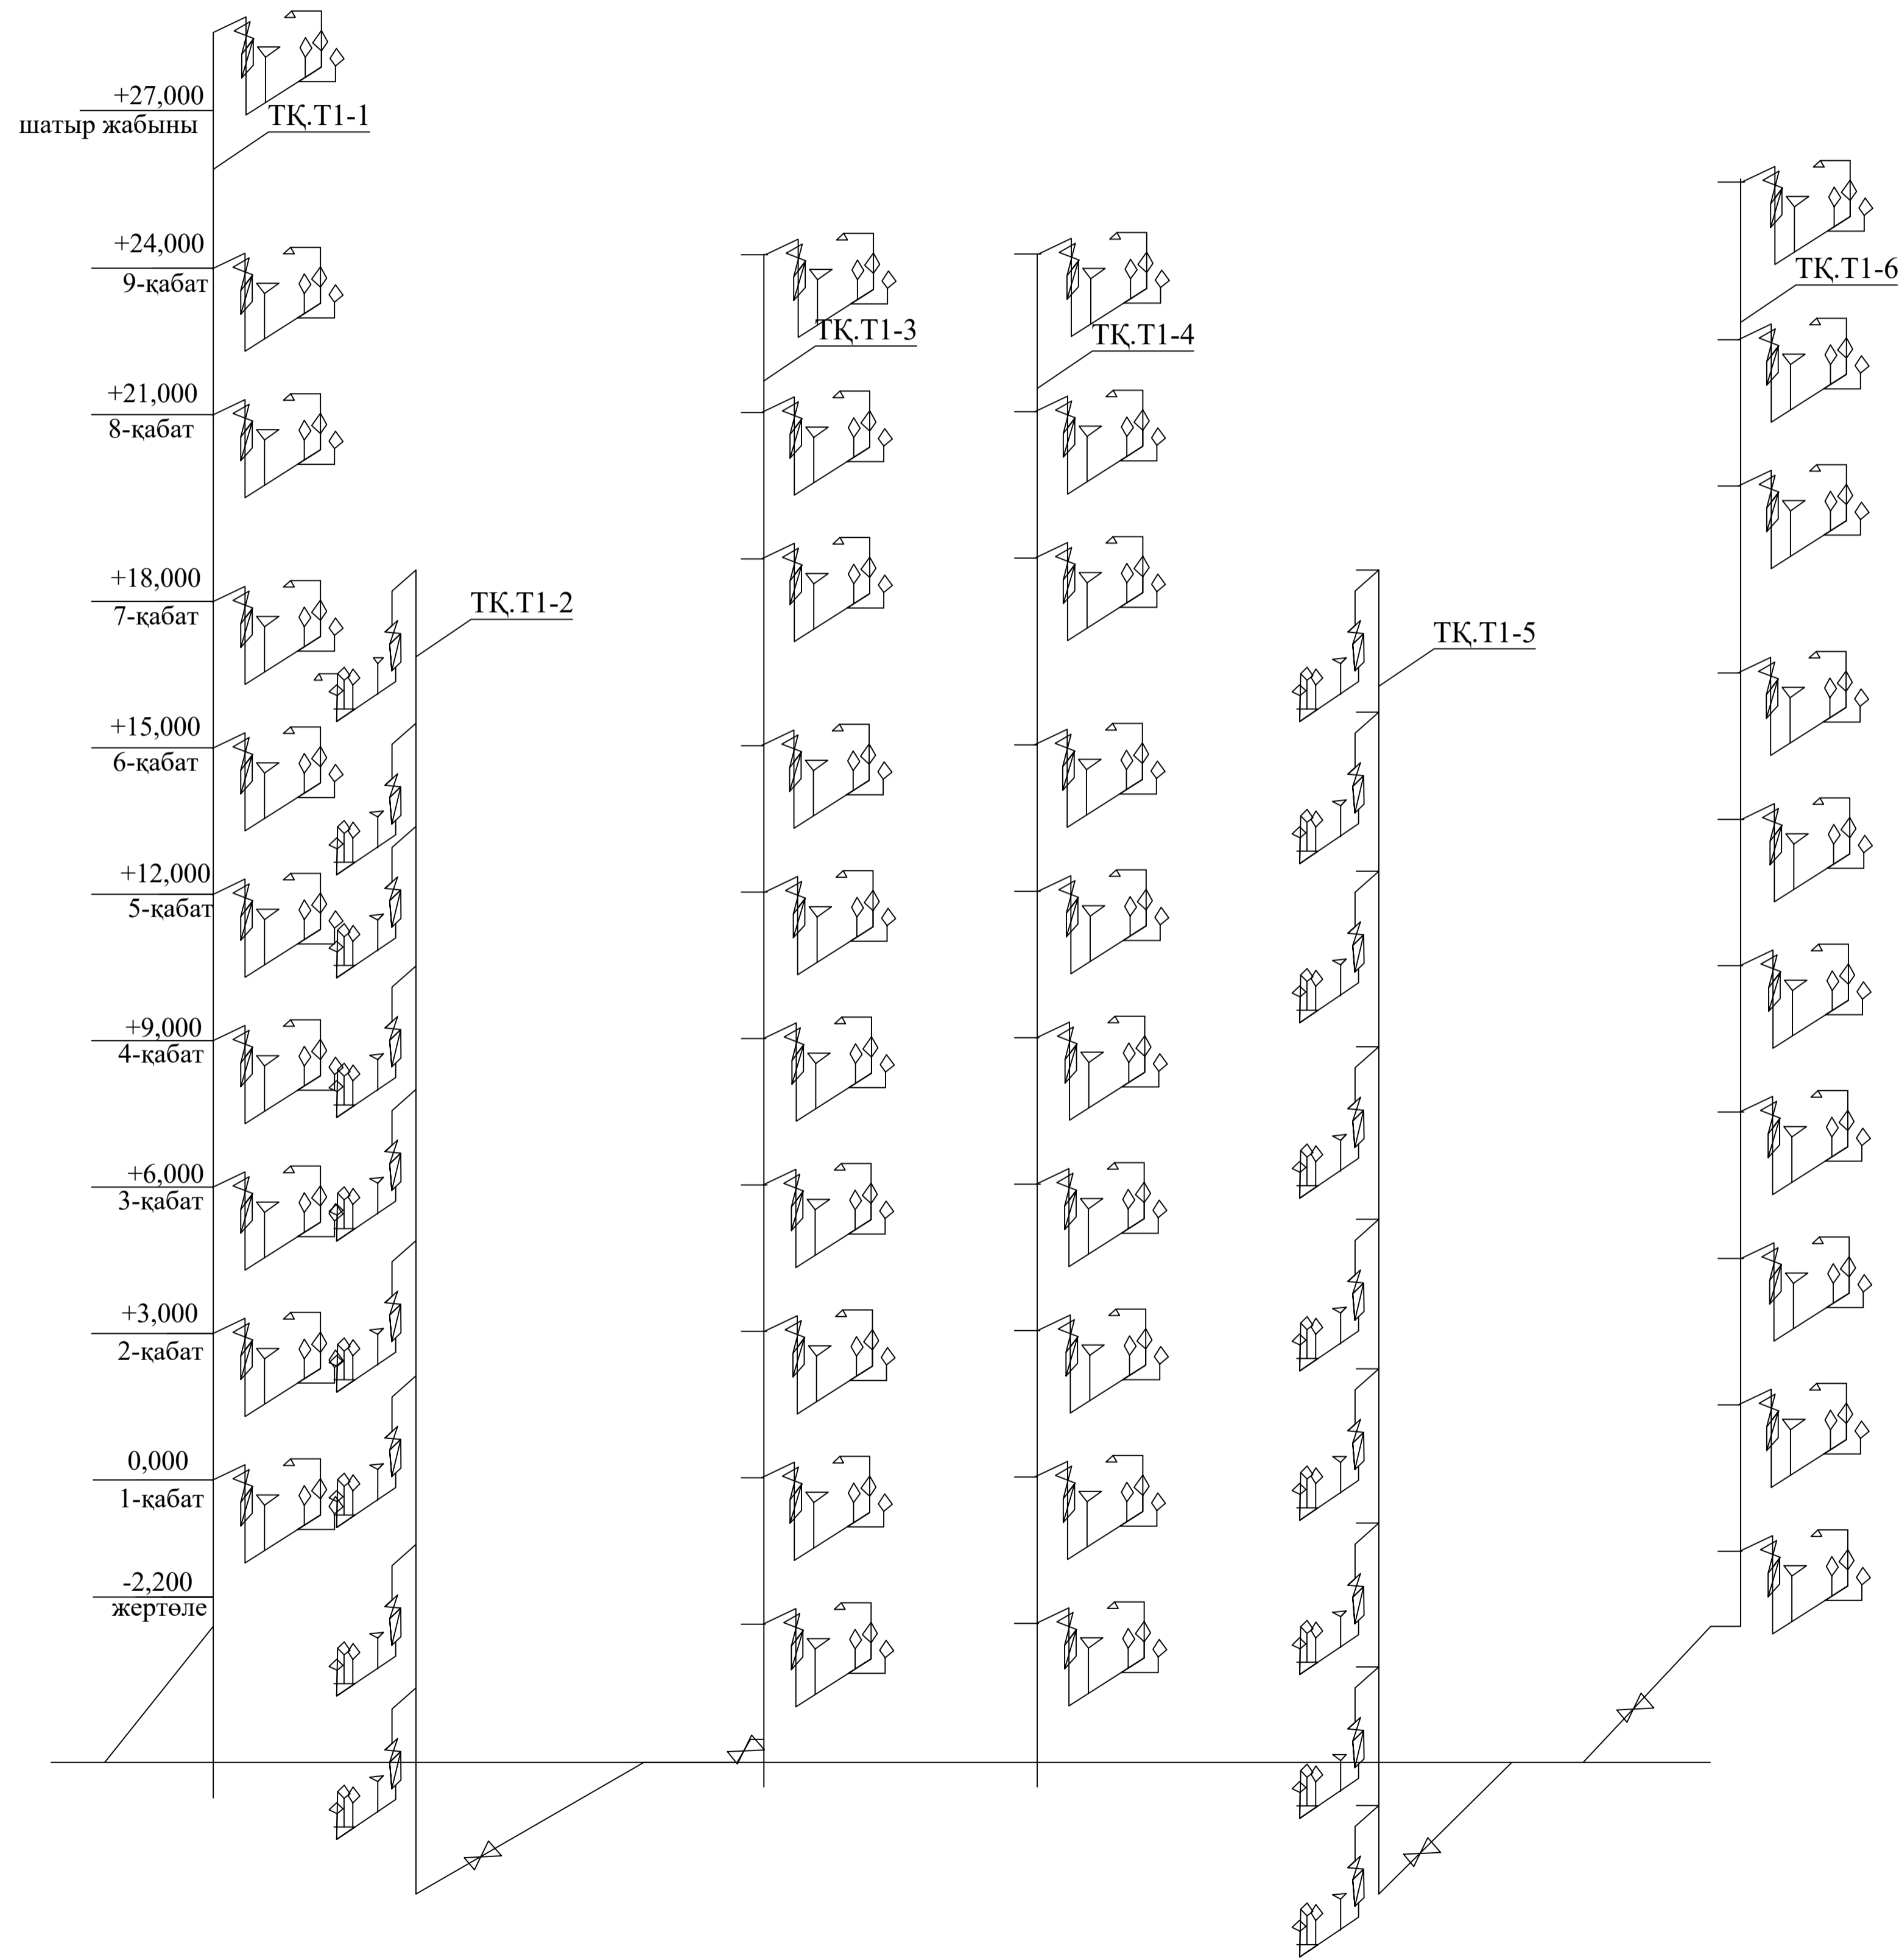 +27,000
шатыр жабыны
ТҚ.Т1-1
+24,000
9-қабат
ТҚ.Т1-6
ТҚ.Т1-3
ТҚ.Т1-4
+21,000
8-қабат
+18,000
7-қабат
ТҚ.Т1-2
ТҚ.Т1-5
+15,000
6-қабат
+12,000
5-қабат
+9,000
4-қабат
+6,000
3-қабат
+3,000
2-қабат
0,000
1-қабат
-2,200
жертөле